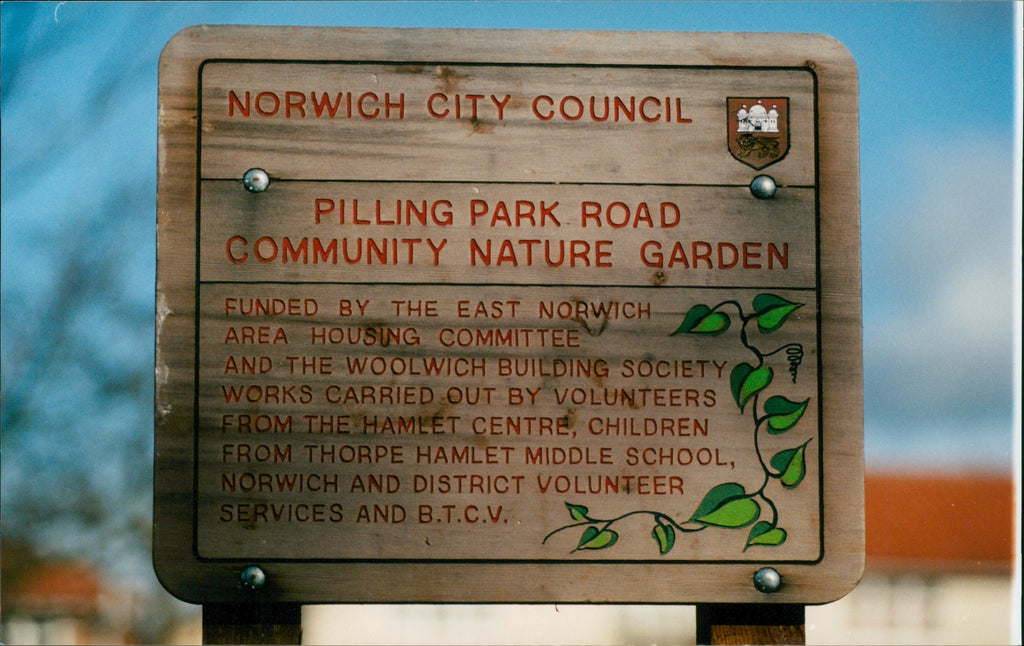 NORWICH CITY COUNCIL
PILLING PARK ROAD
COMMUNITY NATURE GARDEN
FUNDED BY THE EAST NORWICH
AREA HOUSING COMMITTEE
AND THE WOOLWICH BUILDING SOCIETY
WORKS CARRIED OUT BY VOLUNTEERS
FROM THE HAMLET CENTRE, CHILDREN
FROM THORPE HAMLET MIDDLE SCHOOL,
NORWICH AND DISTRICT VOLUNTEER
SERVICES AND B.T.C.V.